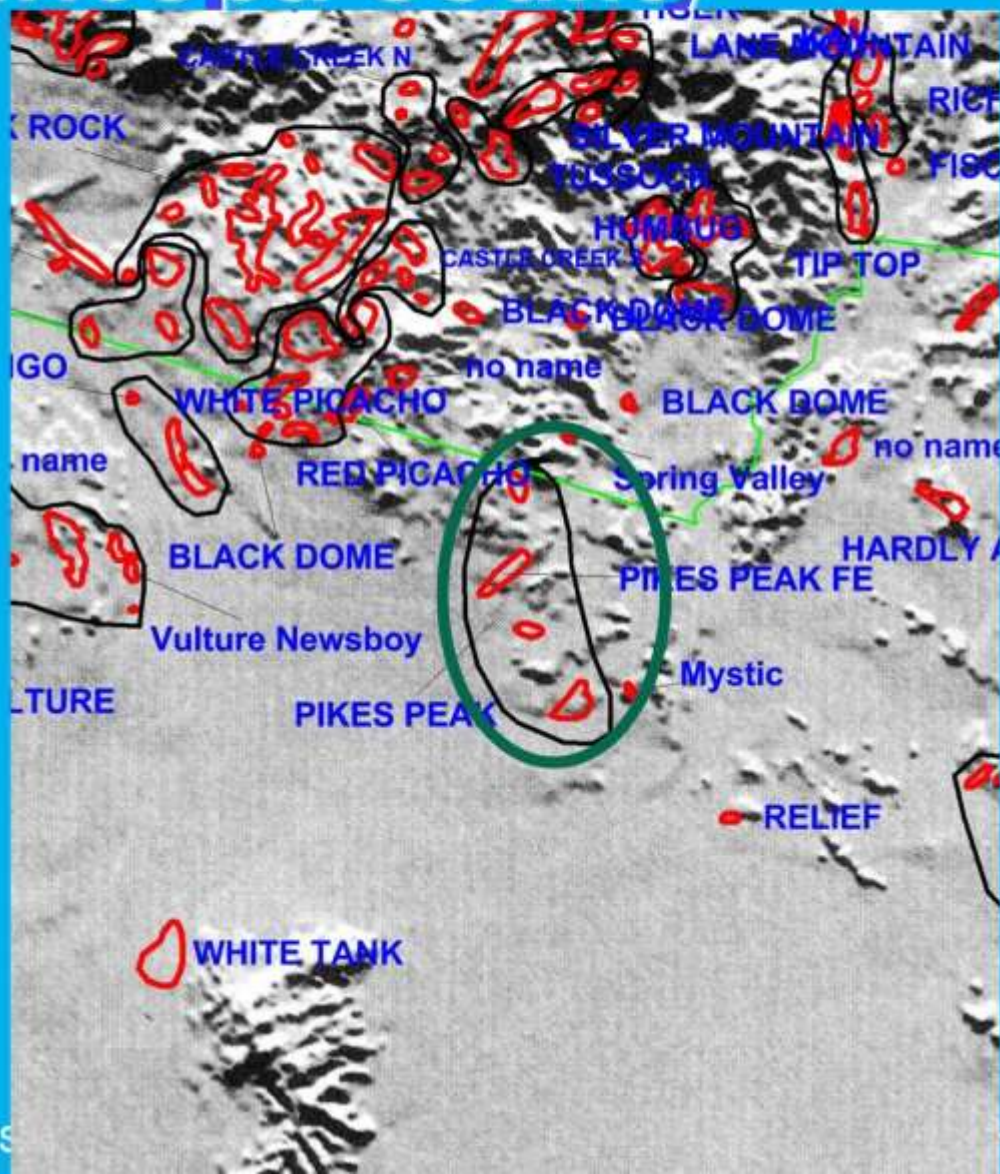 TIGER
LANE MOUNTAIN
CASTLE CREEK N
RICH
K ROCK
SILVER MOUNTAIN
FISC
TUSSOCK
HUMBUG
CASTLE CREEK S
TIP TOP
BLACK DOME
BLACK DOME
IGO
no name
WHITE PICACHO
BLACK DOME
no name
name
RED PICACHO
Spring Valley
BLACK DOME
HARDLY A
PIKES PEAK FE
Vulture Newsboy
Mystic
LTURE
PIKES PEAK
RELIEF
WHITE TANK
S